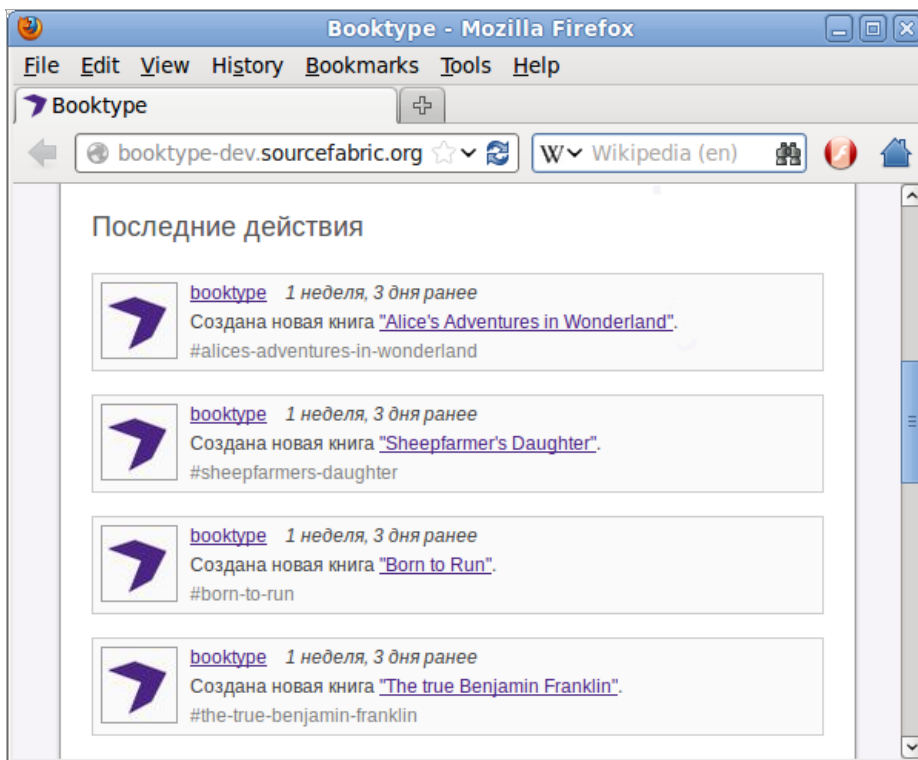 Booktype - Mozilla Firefox
File Edit View History Bookmarks Tools Help
Booktype
booktype-dev.sourcefabric.org W Wikipedia (en)
Последние действия
booktype 1 неделя, 3 дня ранее
Создана новая книга "Alice's Adventures in Wonderland".
#alices-adventures-in-wonderland
booktype 1 неделя, 3 дня ранее
Создана новая книга "Sheepfarmer's Daughter".
#sheepfarmers-daughter
booktype 1 неделя, 3 дня ранее
Создана новая книга "Born to Run".
#born-to-run
booktype 1 неделя, 3 дня ранее
Создана новая книга "The true Benjamin Franklin".
#the-true-benjamin-franklin